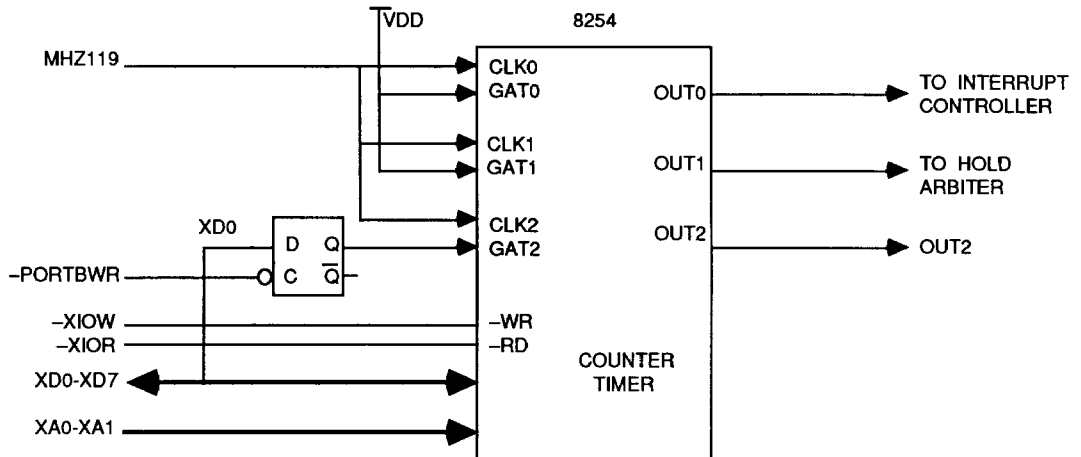 VDD
8254
MHZ119
CLK0
GAT0
OUT0
TO INTERRUPT
CONTROLLER
CLK1
GAT1
OUT1
TO HOLD
ARBITER
XD0
CLK2
GAT2
OUT2
OUT2
D Q
C Q
–PORTBWR
–XIOW
–WR
–XIOR
–RD
COUNTER
TIMER
XD0-XD7
XA0-XA1